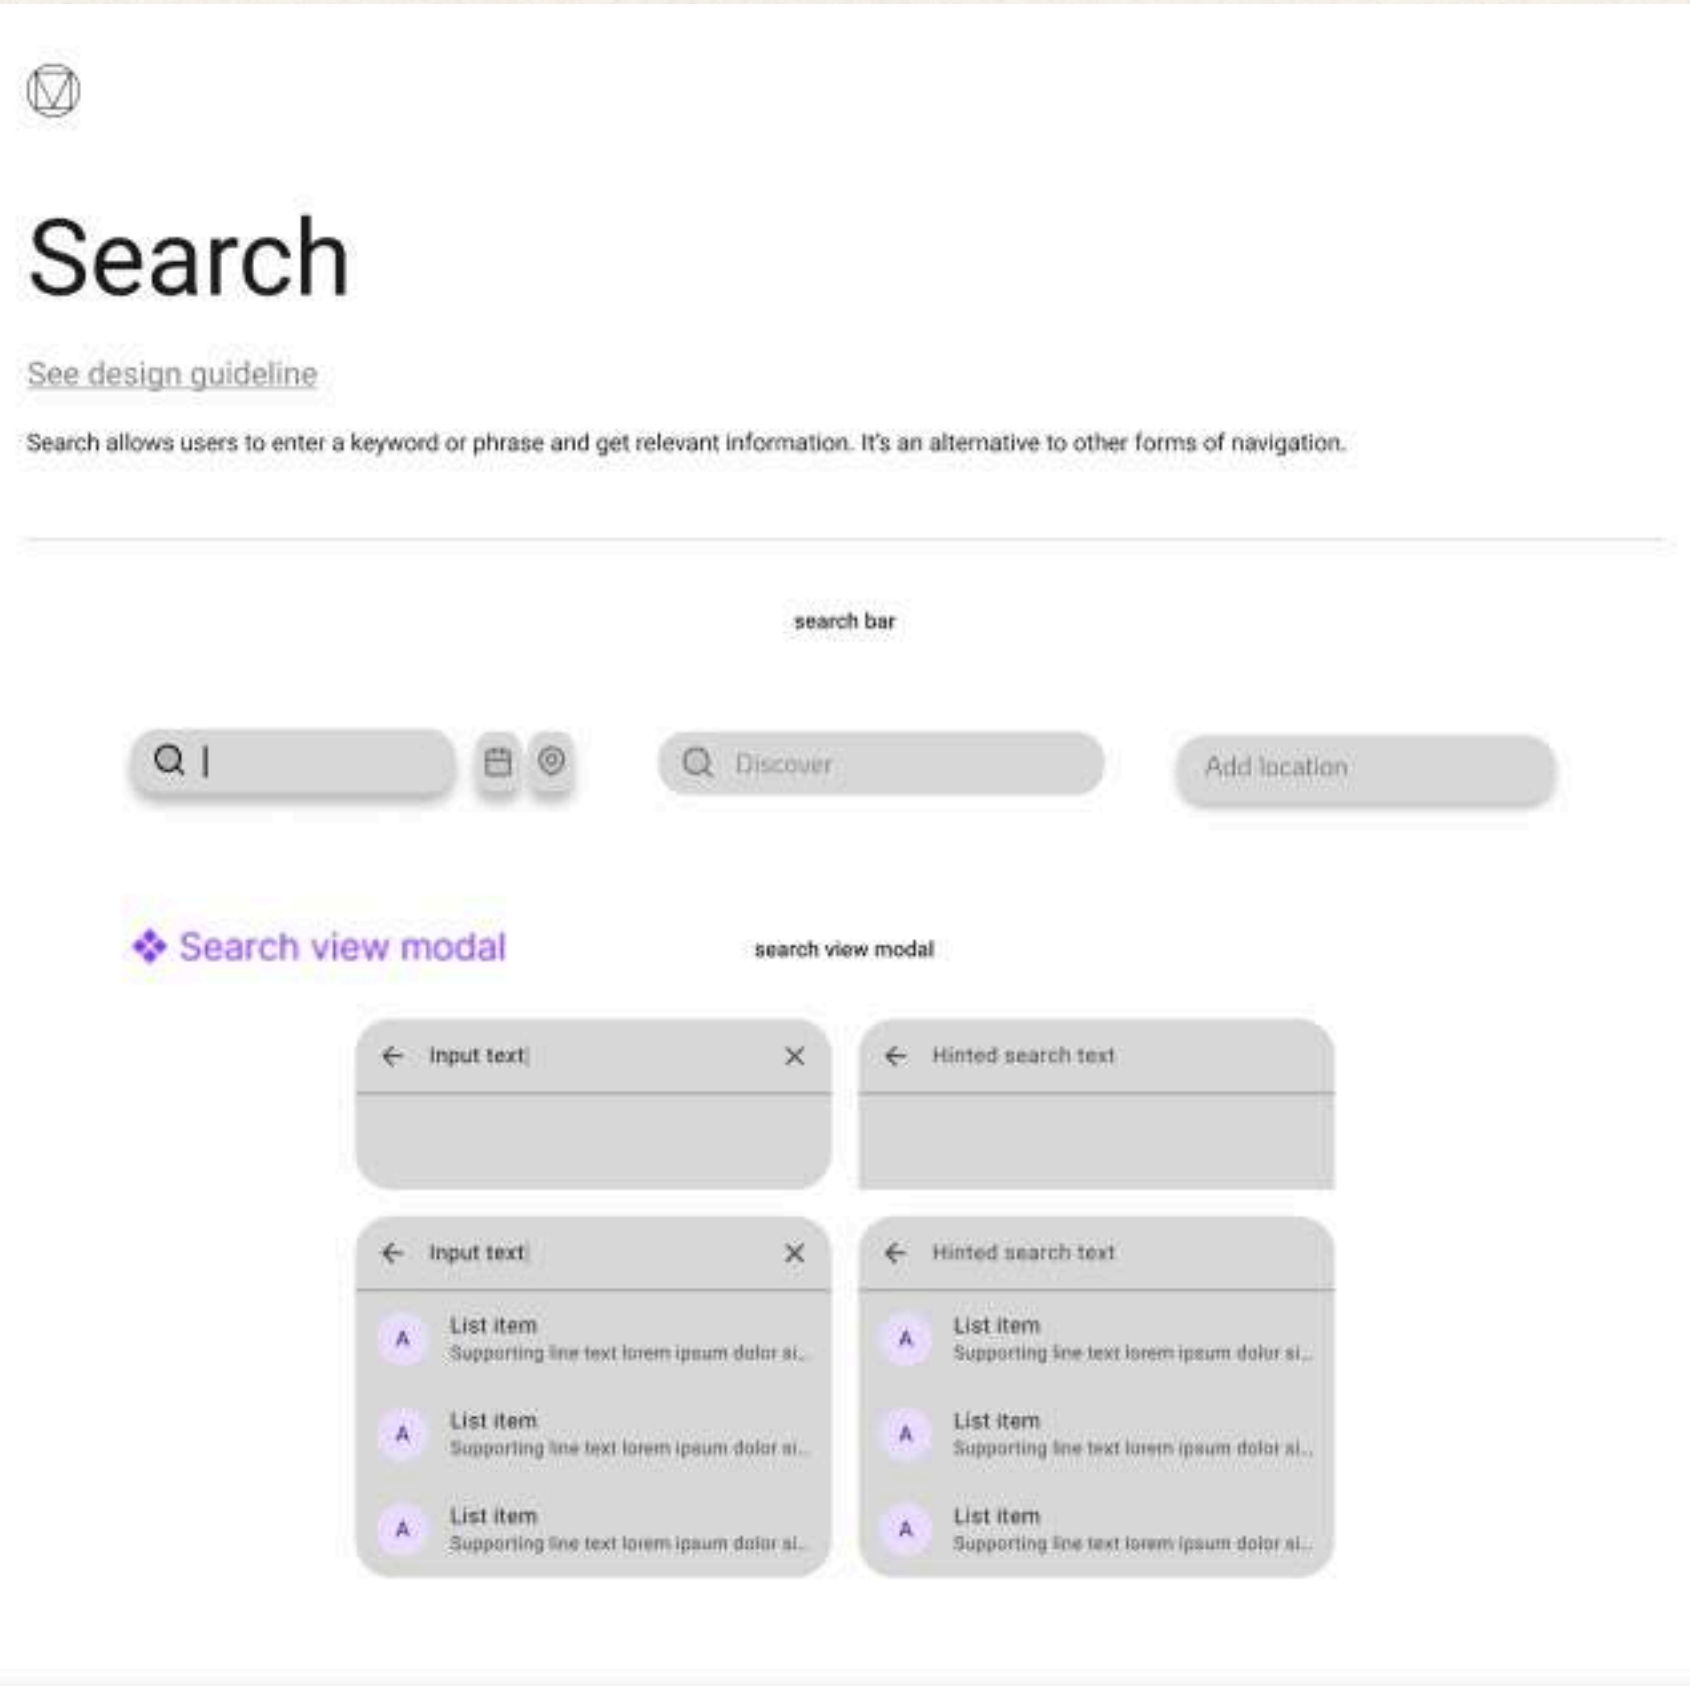 Search
See design guideline
Search allows users to enter a keyword or phrase and get relevant information. It's an alternative to other forms of navigation.
search bar
Discover
Add location
Search view modal
search view modal
Input text
Hinted search text
Input text
Hinted search text
List item
Supporting line text lorem ipsum dolor si...
List item
Supporting line text lorem ipsum dolor si...
List item
Supporting line text lorem ipsum dolor si...
List item
Supporting line text lorem ipsum dolor si...
List item
Supporting line text lorem ipsum dolor si...
List item
Supporting line text lorem ipsum dolor si...
A
A
A
A
A
A